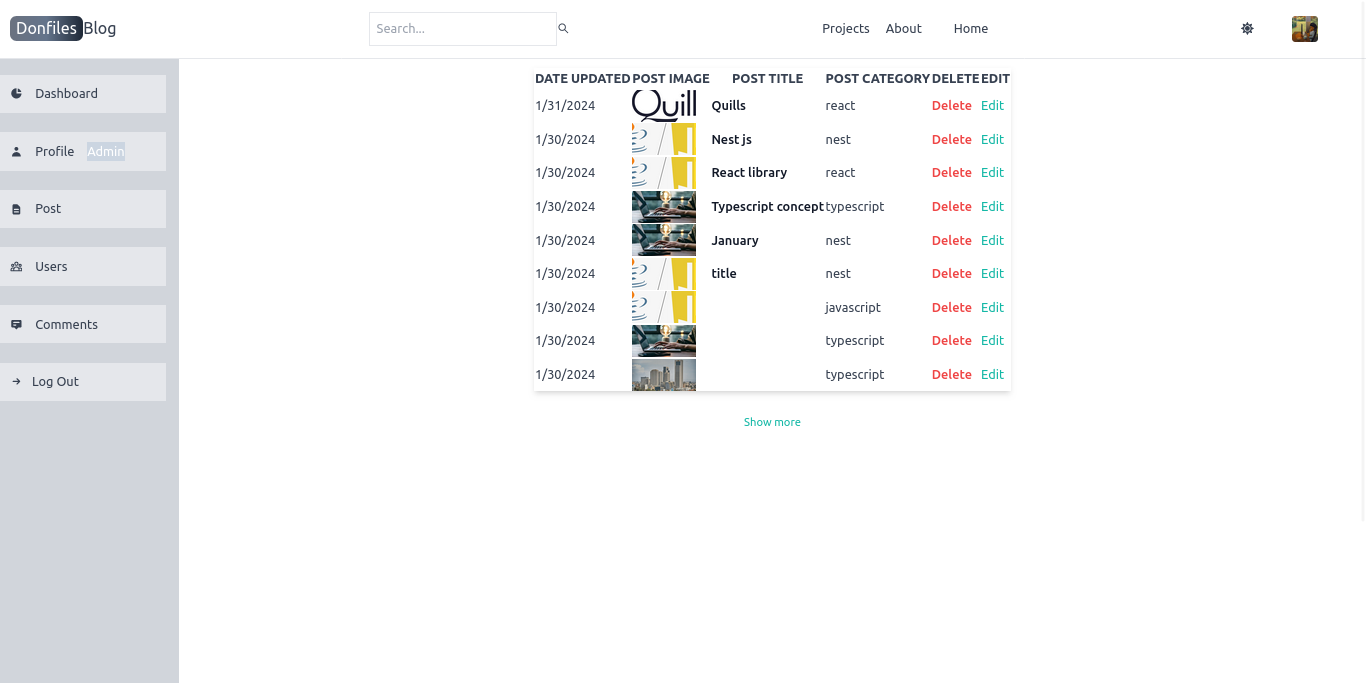 Donfiles Blog Search... Projects About Home
Dashboard
Profile Admin
Post
Users
Comments
Log Out
DATE UPDATED POST IMAGE POST TITLE POST CATEGORY DELETE EDIT
1/31/2024 Quill Quills react Delete Edit
1/30/2024 Nest js nest Delete Edit
1/30/2024 React library react Delete Edit
1/30/2024 Typescript concept typescript Delete Edit
1/30/2024 January nest Delete Edit
1/30/2024 title nest Delete Edit
1/30/2024 javascript Delete Edit
1/30/2024 typescript Delete Edit
1/30/2024 typescript Delete Edit
Show more